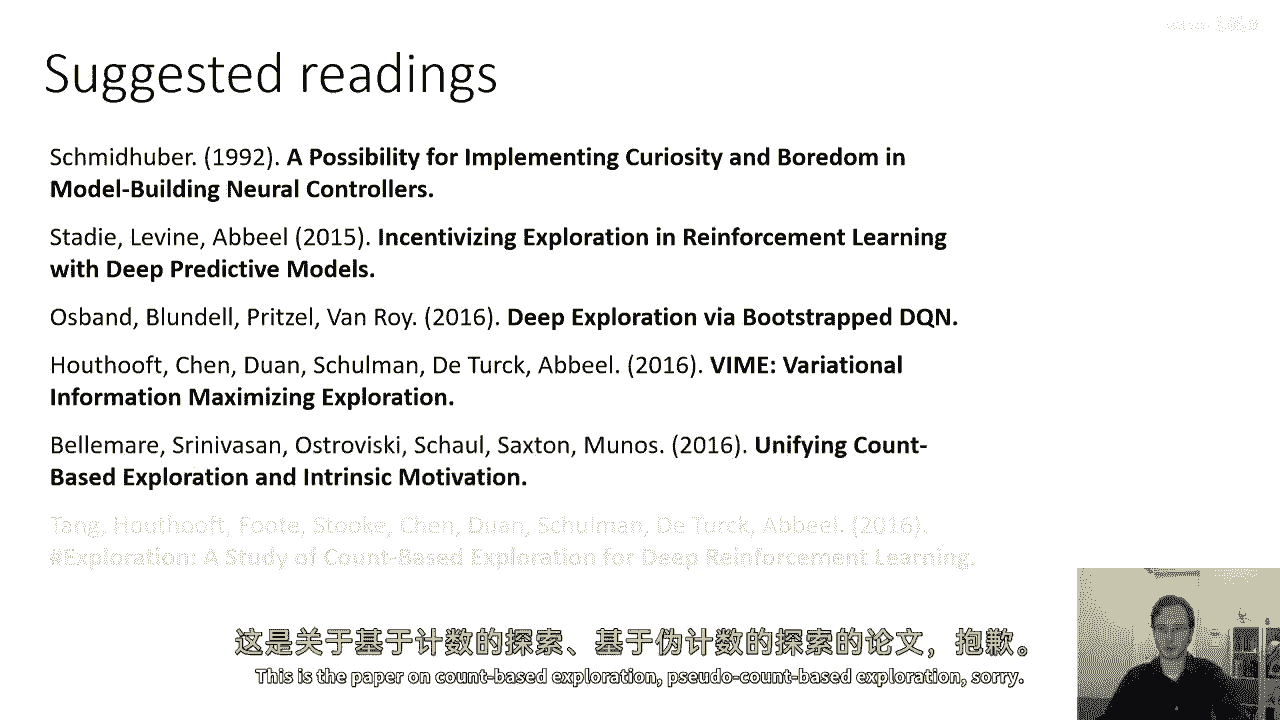 Suggested readings
Schmidhuber. (1992). A Possibility for Implementing Curiosity and Boredom in
Model-Building Neural Controllers.
Stadie, Levine, Abbeel (2015). Incentivizing Exploration in Reinforcement Learning
with Deep Predictive Models.
Osband, Blundell, Pritzel, Van Roy. (2016). Deep Exploration via Bootstrapped DQN.
Houthooft, Chen, Duan, Schulman, De Turck, Abbeel. (2016). VIME: Variational
Information Maximizing Exploration.
Bellemare, Srinivasan, Ostroviski, Schaul, Saxton, Munos. (2016). Unifying Count-
Based Exploration and Intrinsic Motivation.
Tang, Houthooft, Foote, Stooke, Chen, Duan, Schulman, De Turck, Abbeel. (2016).
#Exploration: A Study of Count-Based Exploration for Deep Reinforcement Learning.
这是关于基于计数的探索、基于伪计数的探索的论文，抱歉。
This is the paper on count-based exploration, pseudo-count-based exploration, sorry.